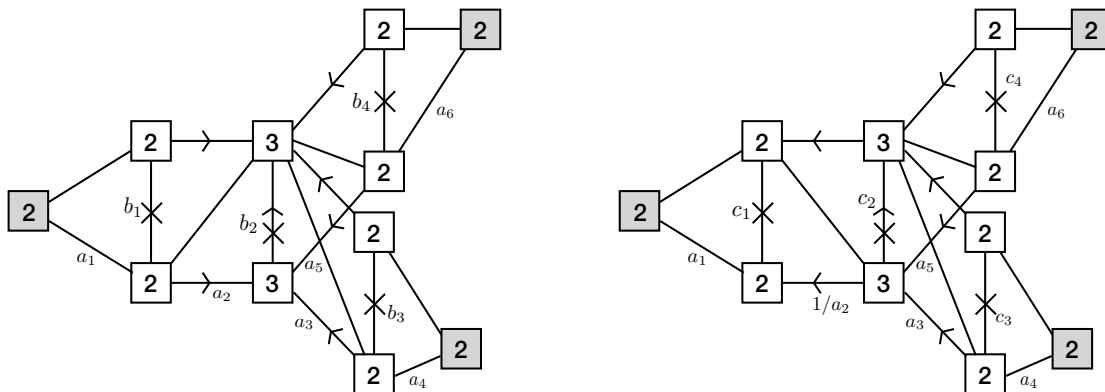 2 2
b₄
a₆
2 3 2
2 b₁ b₂ 2
a₁ a₅
2 a₂ 3
a₃ b₃
2
2 a₄
2 2
c₄
a₆
2 3 2
2 c₁ c₂ 2
a₁ a₅
2 1/a₂ 3
a₃ c₃
2
2 a₄